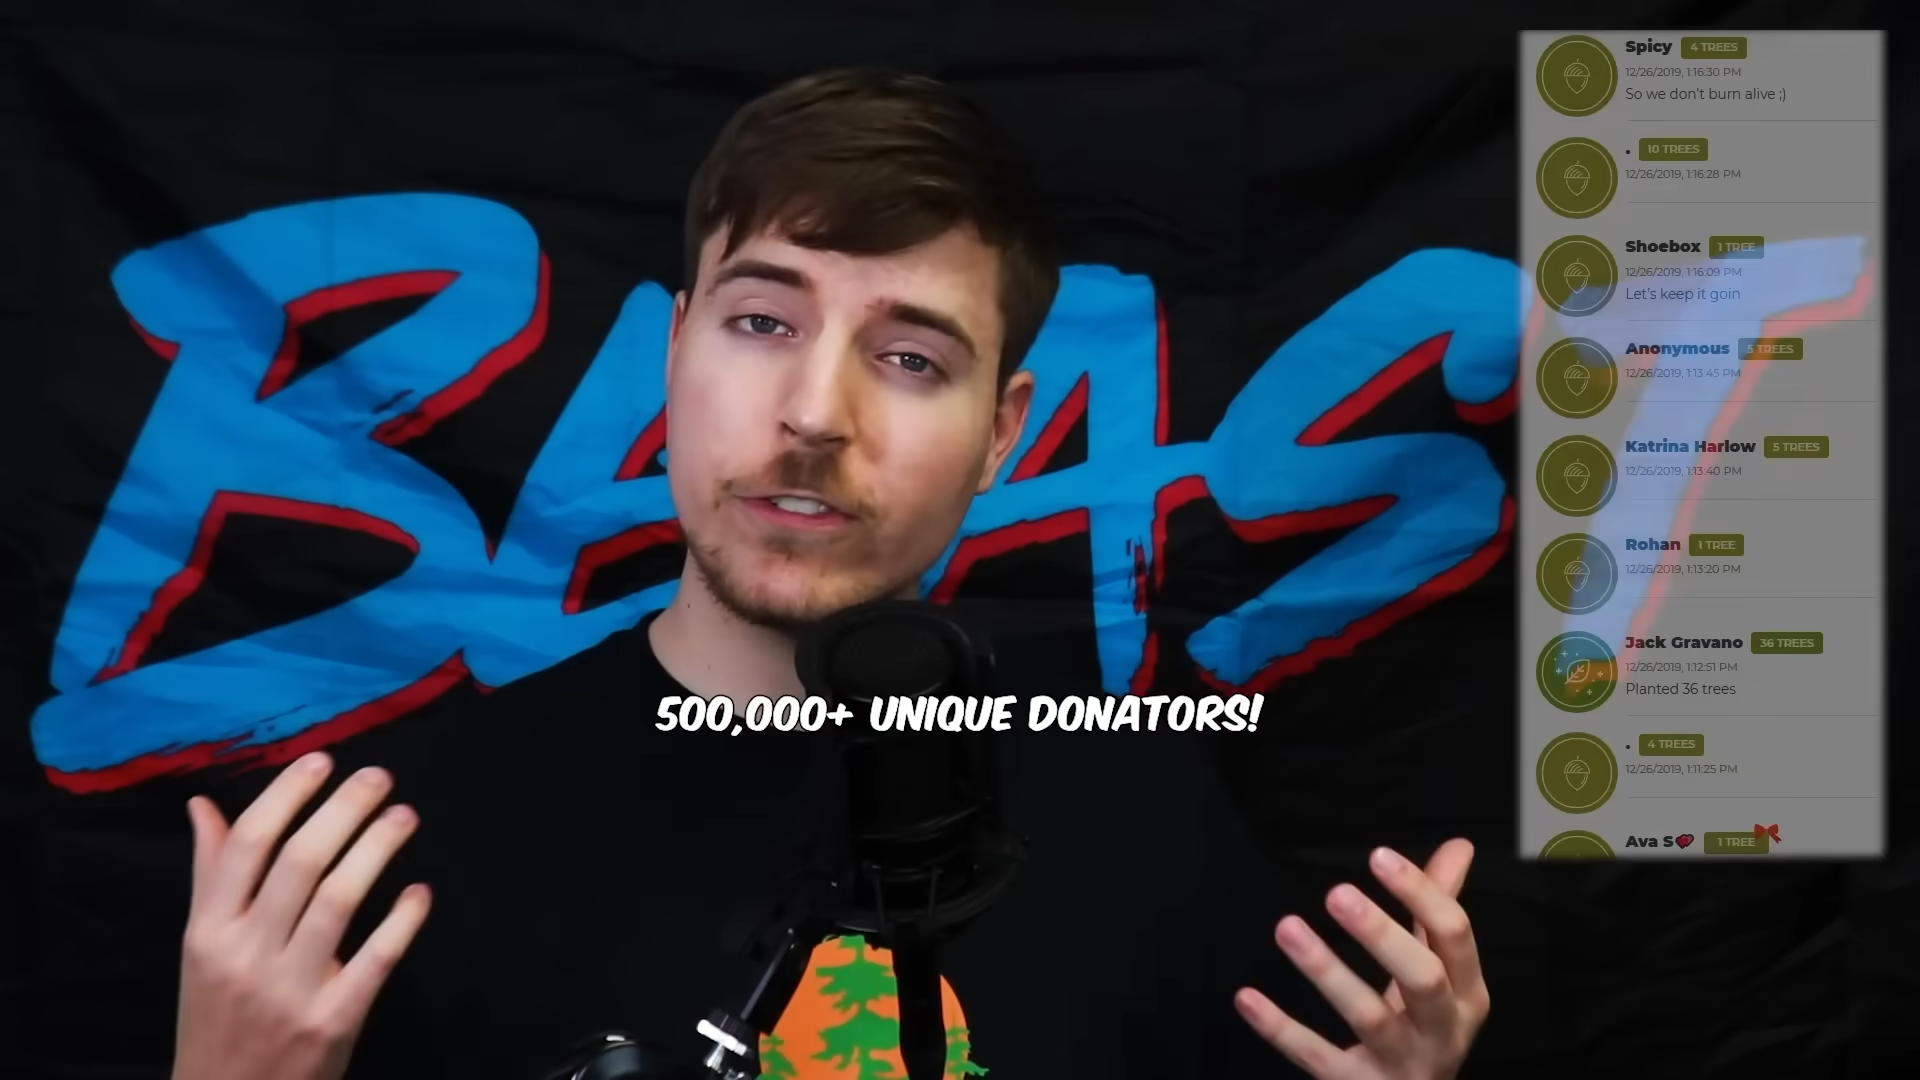 BEAST
Spicy 4 TREES
12/26/2019, 1:16:30 PM
So we don't burn alive ;)
• 10 TREES
12/26/2019, 1:16:28 PM
Shoebox 1 TREE
12/26/2019, 1:16:09 PM
Let's keep it goin
Anonymous 5 TREES
12/26/2019, 1:13:45 PM
Katrina Harlow 5 TREES
12/26/2019, 1:13:40 PM
Rohan 1 TREE
12/26/2019, 1:13:20 PM
Jack Gravano 36 TREES
12/26/2019, 1:12:51 PM
Planted 36 trees
• 4 TREES
12/26/2019, 1:11:25 PM
Ava S💕 1 TREE
500,000+ UNIQUE DONATORS!